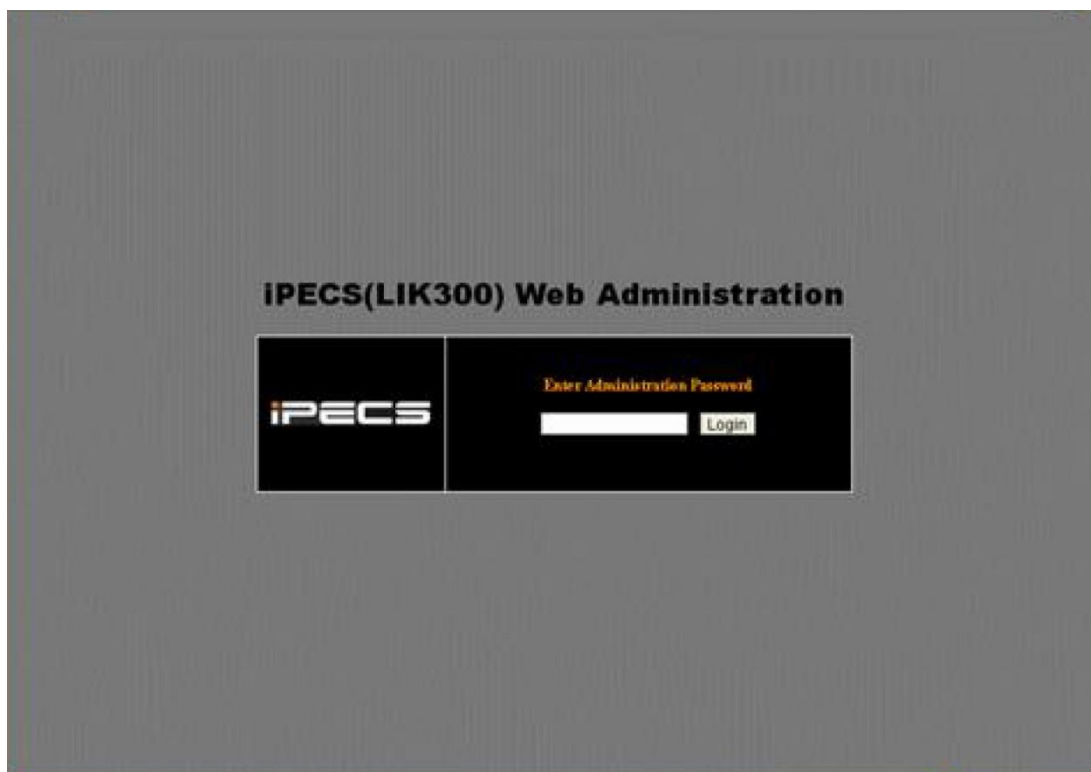 iPECS(LIK300) Web Administration
iPECS
Enter Administration Password
Login